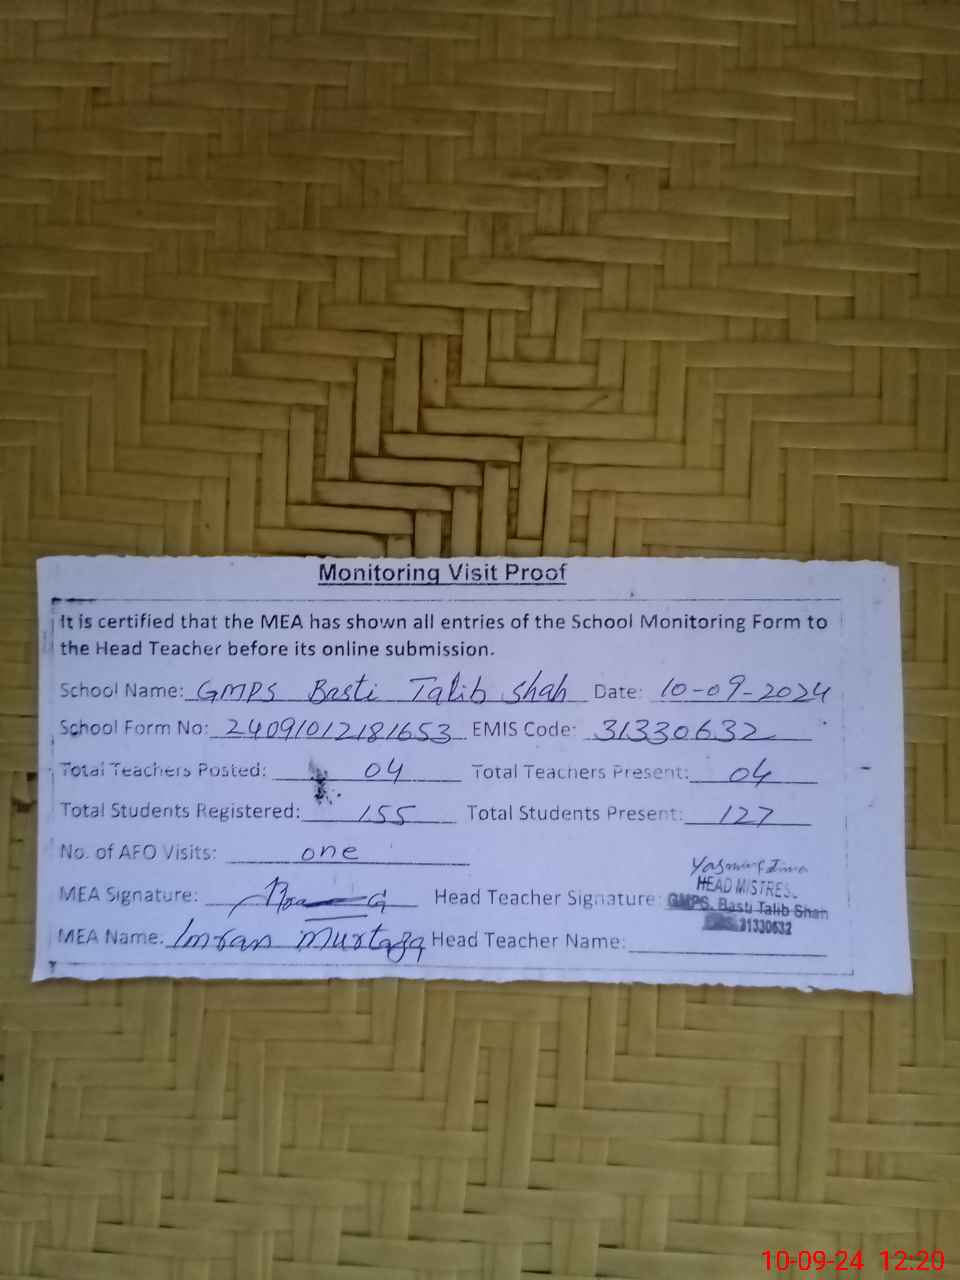 Monitoring Visit Proof
It is certified that the MEA has shown all entries of the School Monitoring Form to
the Head Teacher before its online submission.
School Name: GMPS Basti Talib Shah Date: 10-09-2024
School Form No: 24091012181653 EMIS Code: 31330632
Total Teachers Posted: 04 Total Teachers Present: 04
Total Students Registered: 155 Total Students Present: 127
No. of AFO Visits: one
MEA Signature: Head Teacher Signature:
HEAD MISTRESS
GMPS. Basti Talib Shah
31330632
MEA Name: Imran Murtaza Head Teacher Name:
10-09-24 12:20